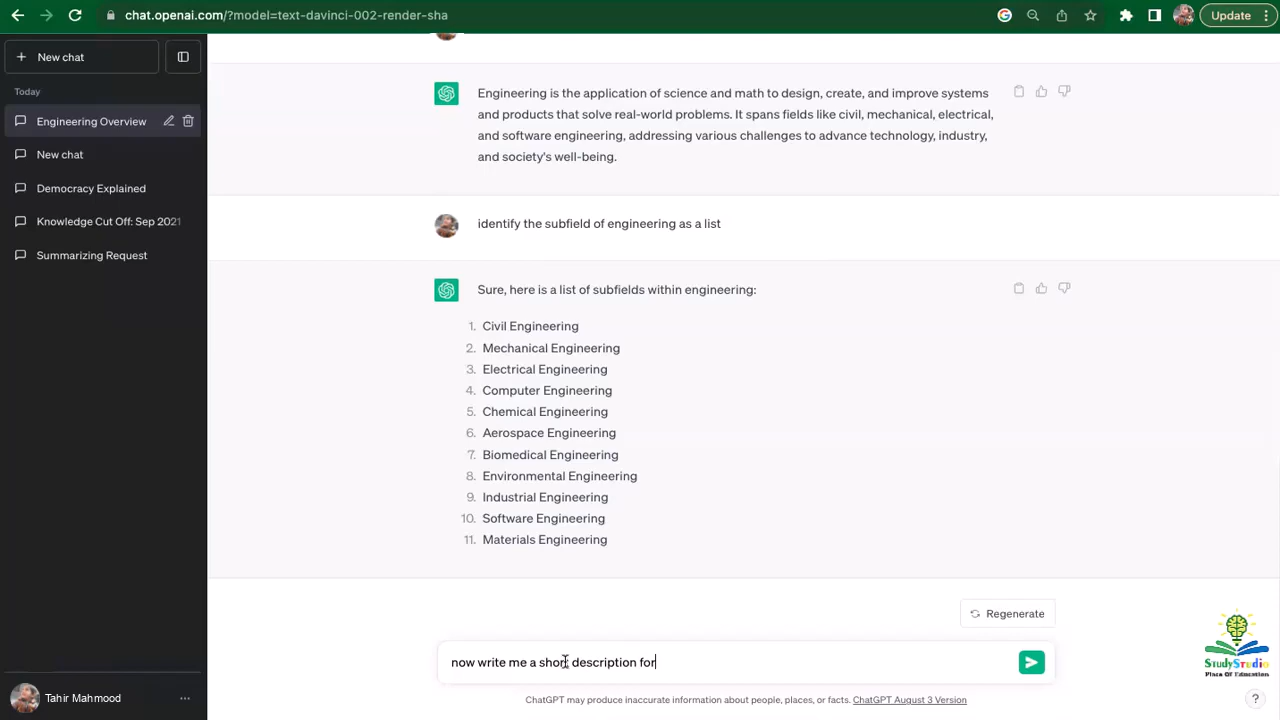 chat.openai.com/?model=text-davinci-002-render-sha
Update
New chat
Today
Engineering Overview
New chat
Democracy Explained
Knowledge Cut Off: Sep 2021
Summarizing Request
Engineering is the application of science and math to design, create, and improve systems
and products that solve real-world problems. It spans fields like civil, mechanical, electrical,
and software engineering, addressing various challenges to advance technology, industry,
and society's well-being.
identify the subfield of engineering as a list
Sure, here is a list of subfields within engineering:
1. Civil Engineering
2. Mechanical Engineering
3. Electrical Engineering
4. Computer Engineering
5. Chemical Engineering
6. Aerospace Engineering
7. Biomedical Engineering
8. Environmental Engineering
9. Industrial Engineering
10. Software Engineering
11. Materials Engineering
Regenerate
now write me a short description for
StudyStudio
Place Of Education
Tahir Mahmood
ChatGPT may produce inaccurate information about people, places, or facts. ChatGPT August 3 Version
?